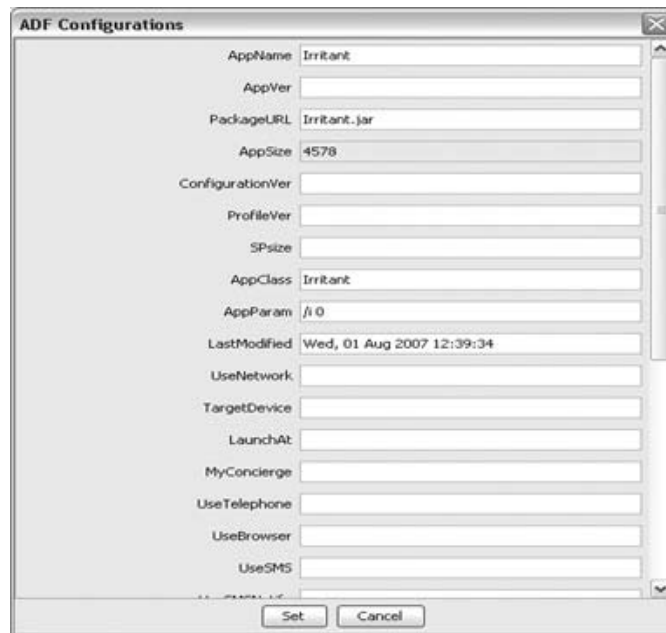 ADF Configurations
AppName Irritant
AppVer
PackageURL Irritant.jar
AppSize 4578
ConfigurationVer
ProfileVer
SPsize
AppClass Irritant
AppParam /i 0
LastModified Wed, 01 Aug 2007 12:39:34
UseNetwork
TargetDevice
LaunchAt
MyConcierge
UseTelephone
UseBrowser
UseSMS
Set Cancel